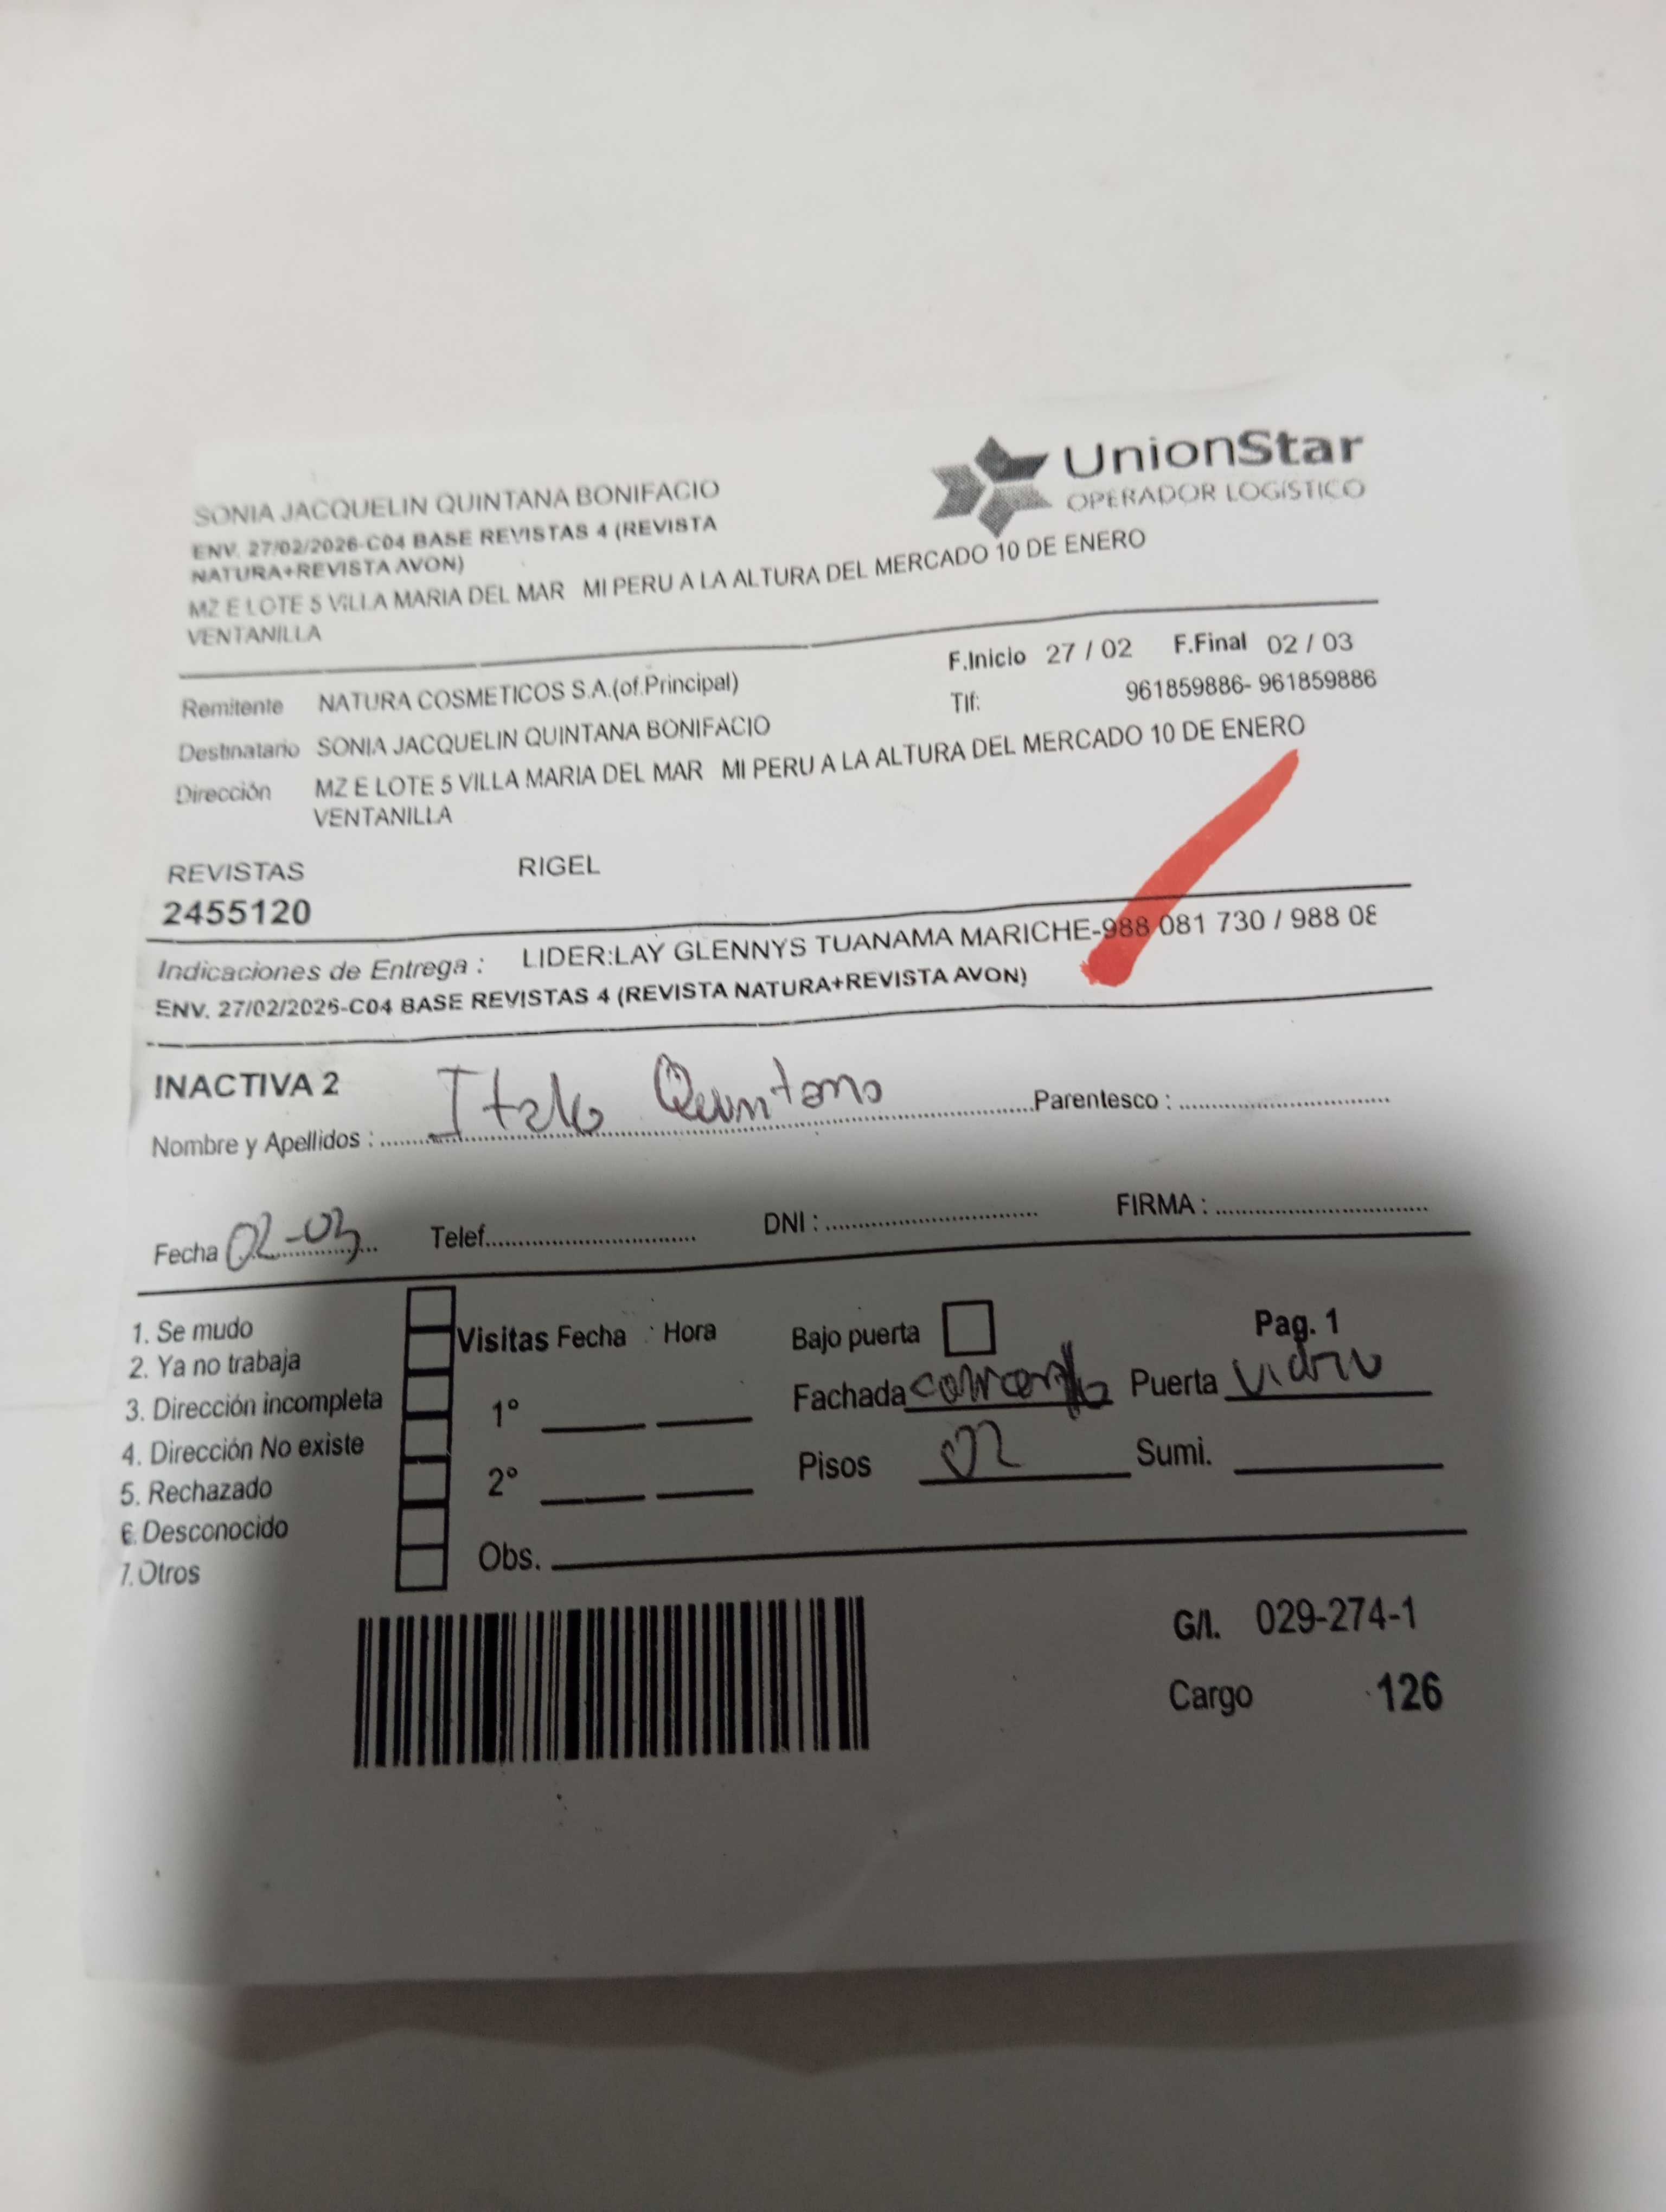 UnionStar
OPERADOR LOGÍSTICO
SONIA JACQUELIN QUINTANA BONIFACIO
ENV. 27/02/2026-C04 BASE REVISTAS 4 (REVISTA
NATURA+REVISTA AVON)
MZ E LOTE 5 VILLA MARIA DEL MAR MI PERU A LA ALTURA DEL MERCADO 10 DE ENERO
VENTANILLA
F.Inicio 27 / 02 F.Final 02 / 03
Remitente NATURA COSMETICOS S.A.(of.Principal)
Tlf: 961859886- 961859886
Destinatario SONIA JACQUELIN QUINTANA BONIFACIO
Dirección MZ E LOTE 5 VILLA MARIA DEL MAR MI PERU A LA ALTURA DEL MERCADO 10 DE ENERO
VENTANILLA
REVISTAS RIGEL
2455120
Indicaciones de Entrega : LIDER:LAY GLENNYS TUANAMA MARICHE-988 081 730 / 988 08
ENV. 27/02/2026-C04 BASE REVISTAS 4 (REVISTA NATURA+REVISTA AVON)
INACTIVA 2
Nombre y Apellidos : Italo Quintana Parentesco :
Fecha 02-03 Telef. DNI : FIRMA :
1. Se mudo
2. Ya no trabaja
3. Dirección incompleta
4. Dirección No existe
5. Rechazado
6. Desconocido
7. Otros
Visitas Fecha Hora
1°
2°
Obs.
Bajo puerta Pag. 1
Fachada Puerta vidrio
Pisos 02 Sumi.
G/I. 029-274-1
Cargo 126